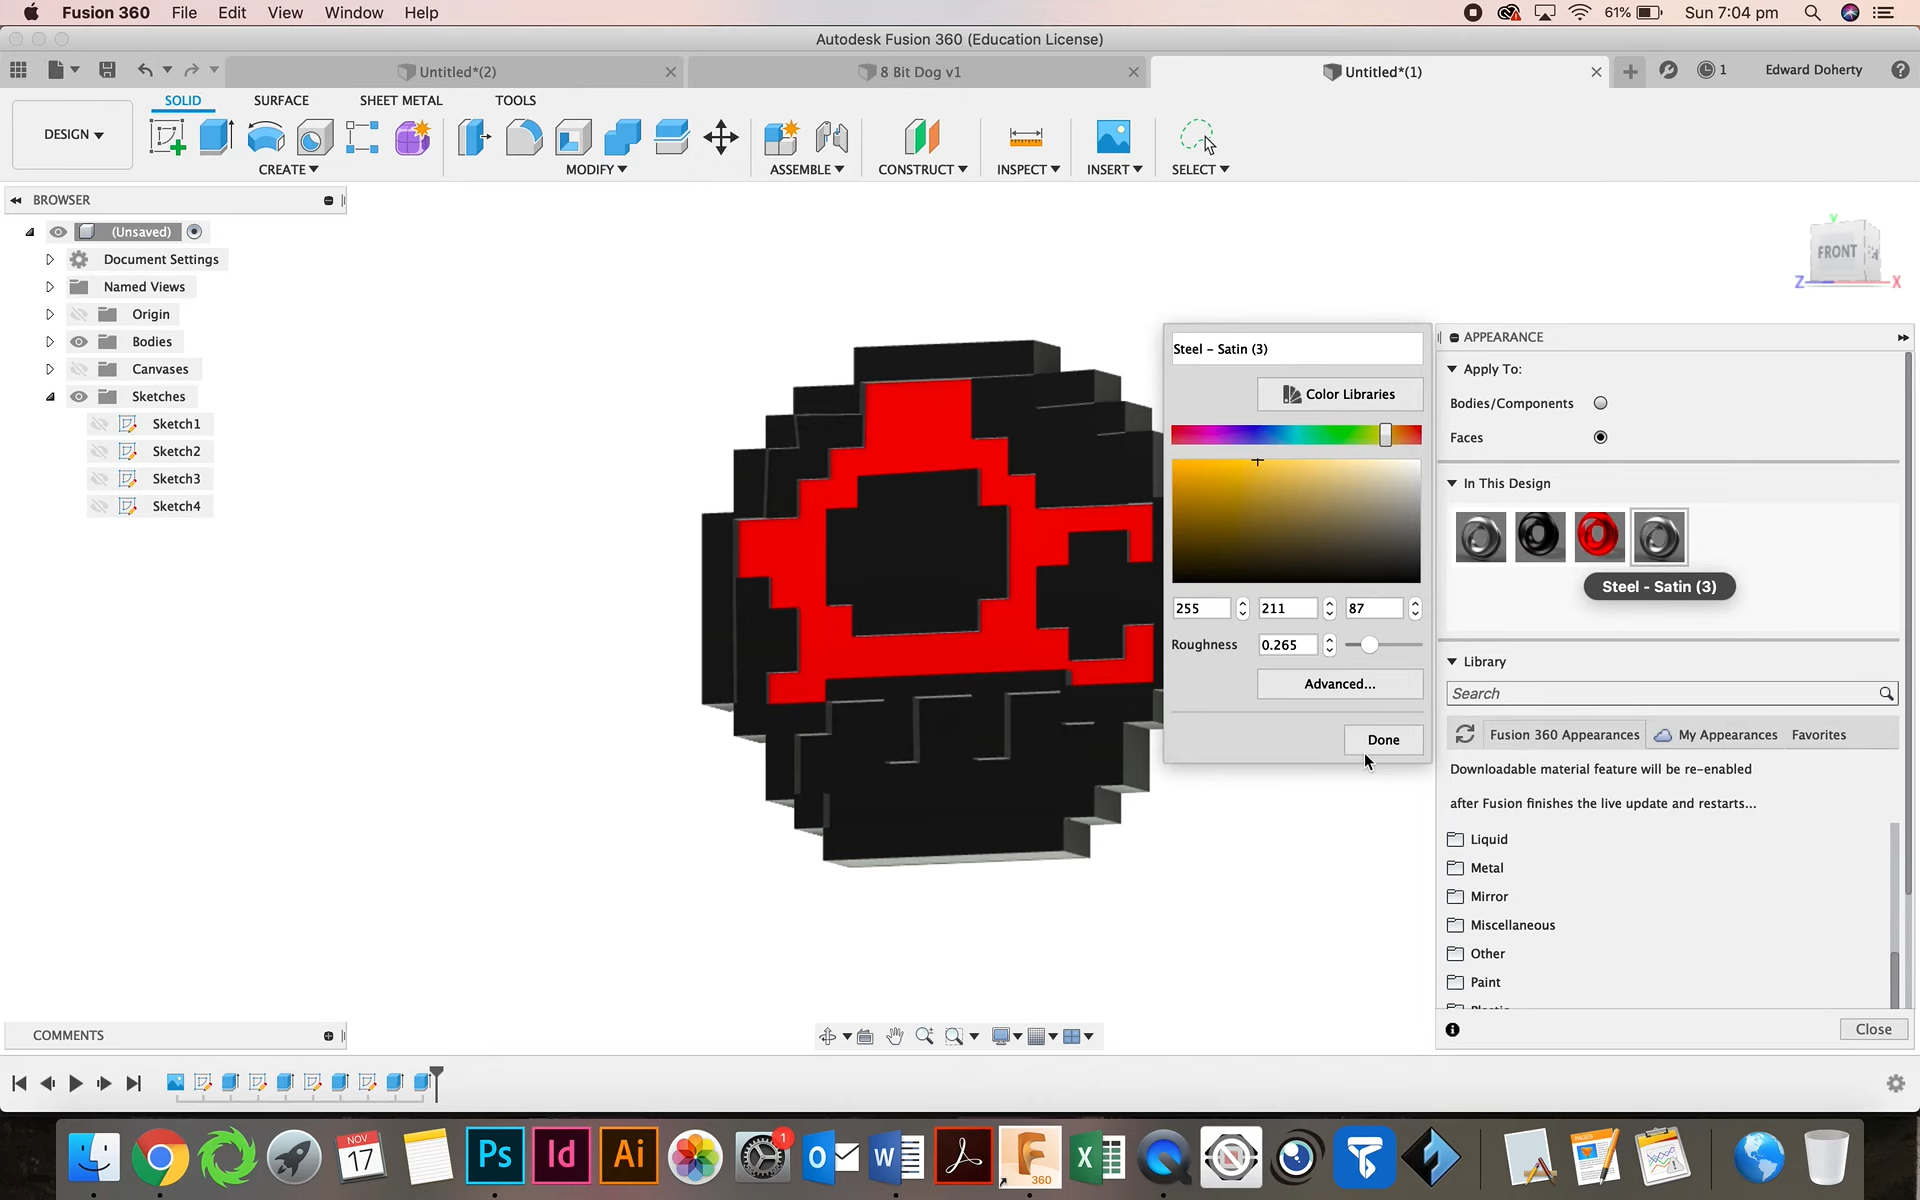 Fusion 360 File Edit View Window Help 61% Sun 7:04 pm
Autodesk Fusion 360 (Education License)
Untitled*(2) 8 Bit Dog v1 Untitled*(1) 1 Edward Doherty
SOLID SURFACE SHEET METAL TOOLS
DESIGN
CREATE MODIFY ASSEMBLE CONSTRUCT INSPECT INSERT SELECT
BROWSER
(Unsaved)
Document Settings
Named Views
Origin
Bodies
Canvases
Sketches
Sketch1
Sketch2
Sketch3
Sketch4
Y
FRONT
Z X
Steel - Satin (3)
Color Libraries
255 211 87
Roughness 0.265
Advanced...
Done
APPEARANCE
Apply To:
Bodies/Components
Faces
In This Design
Steel - Satin (3)
Library
Search
Fusion 360 Appearances My Appearances Favorites
Downloadable material feature will be re-enabled
after Fusion finishes the live update and restarts...
Liquid
Metal
Mirror
Miscellaneous
Other
Paint
Close
COMMENTS
NOV
17
Ps Id Ai 1 O W F 360 X
PAGES